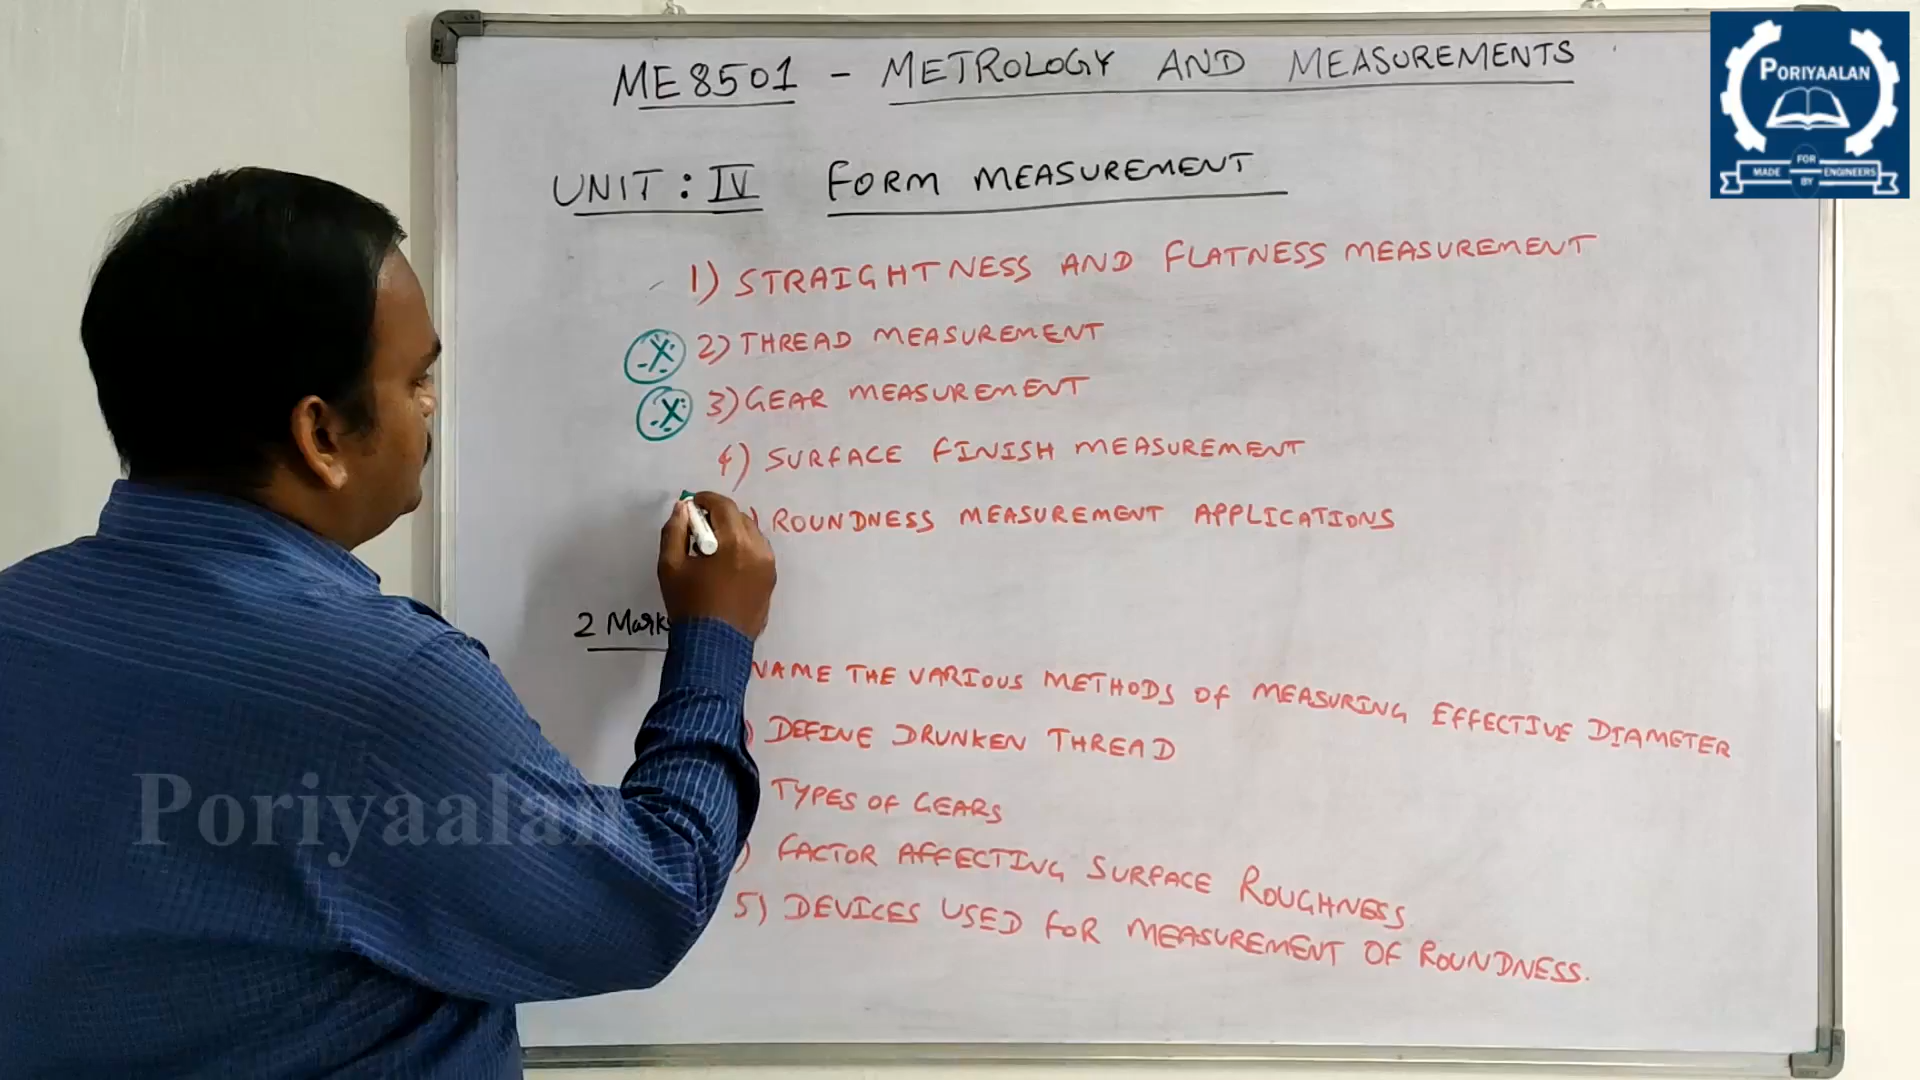 ME8501 - METROLOGY AND MEASUREMENTS
PORIYAALAN
MADE FOR BY ENGINEERS
UNIT : IV FORM MEASUREMENT
1) STRAIGHTNESS AND FLATNESS MEASUREMENT
2) THREAD MEASUREMENT
3) GEAR MEASUREMENT
4) SURFACE FINISH MEASUREMENT
) ROUNDNESS MEASUREMENT APPLICATIONS
2 Mark
NAME THE VARIOUS METHODS OF MEASURING EFFECTIVE DIAMETER
) DEFINE DRUNKEN THREAD
TYPES OF GEARS
) FACTOR AFFECTING SURFACE ROUGHNESS
5) DEVICES USED FOR MEASUREMENT OF ROUNDNESS.
Poriyaalan